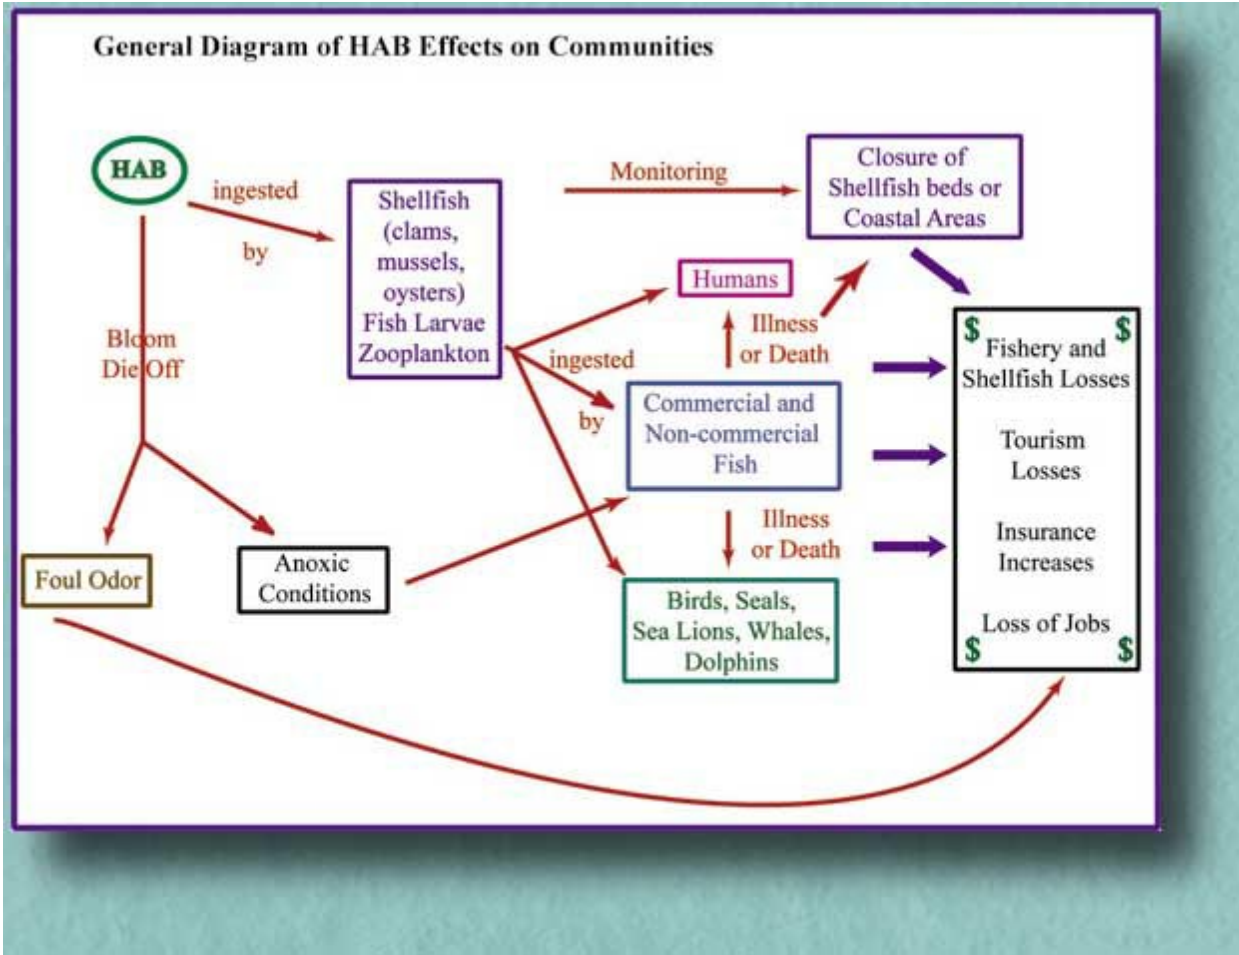 General Diagram of HAB Effects on Communities
HAB
ingested
by
Shellfish
(clams,
mussels,
oysters)
Fish Larvae
Zooplankton
Monitoring
Closure of
Shellfish beds or
Coastal Areas
Humans
Illness
or Death
ingested
by
Commercial and
Non-commercial
Fish
Illness
or Death
Birds, Seals,
Sea Lions, Whales,
Dolphins
Bloom
Die Off
Foul Odor
Anoxic
Conditions
$ $
Fishery and
Shellfish Losses
Tourism
Losses
Insurance
Increases
Loss of Jobs
$ $